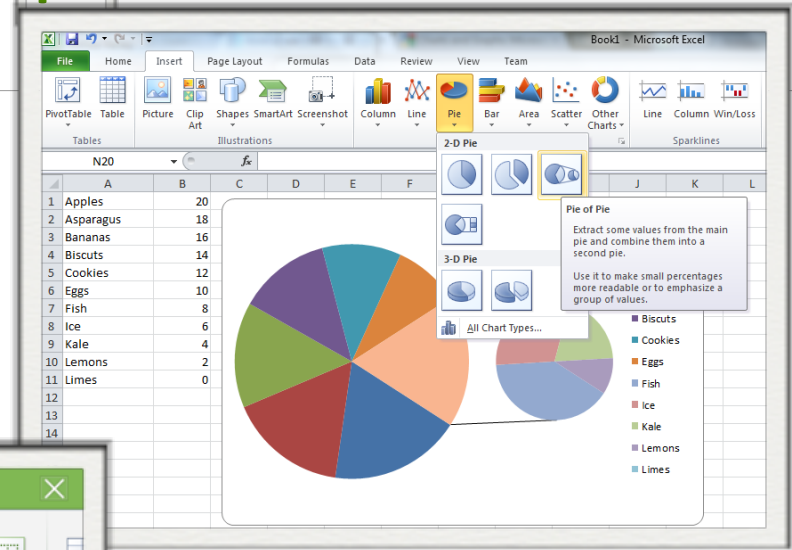 Book1 - Microsoft Excel
File Home Insert Page Layout Formulas Data Review View Team
PivotTable Table Picture Clip Art Shapes SmartArt Screenshot Column Line Pie Bar Area Scatter Other Charts Line Column Win/Loss
Tables Illustrations Sparklines
N20 fx
2-D Pie
A B C D E F J K L
1 Apples 20
2 Asparagus 18
3 Bananas 16
4 Biscuts 14
5 Cookies 12
6 Eggs 10
7 Fish 8
8 Ice 6
9 Kale 4
10 Lemons 2
11 Limes 0
12
13
14
Pie of Pie
Extract some values from the main
pie and combine them into a
second pie.
Use it to make small percentages
more readable or to emphasize a
group of values.
3-D Pie
All Chart Types...
Biscuts
Cookies
Eggs
Fish
Ice
Kale
Lemons
Limes